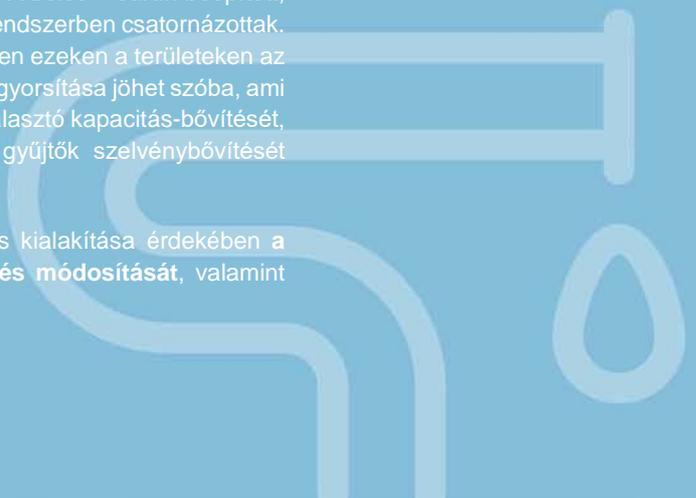 endszerben csatornázottak.
en ezeken a területeken az
gyorsítása jöhet szóba, ami
lasztó kapacitás-bővítését,
gyűjtők szelvénybővítését
s kialakítása érdekében a
és módosítását, valamint